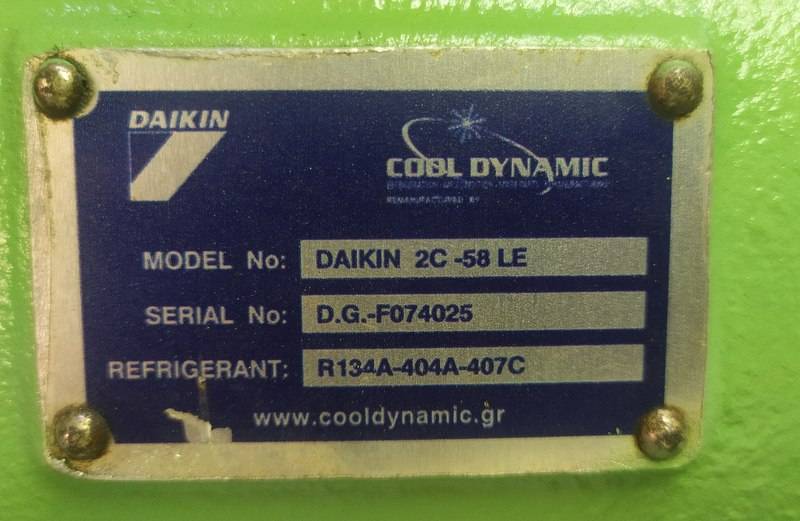 DAIKIN
COOL DYNAMIC
REMANUFACTURED BY
MODEL No: DAIKIN 2C -58 LE
SERIAL No: D.G.-F074025
REFRIGERANT: R134A-404A-407C
www.cooldynamic.gr